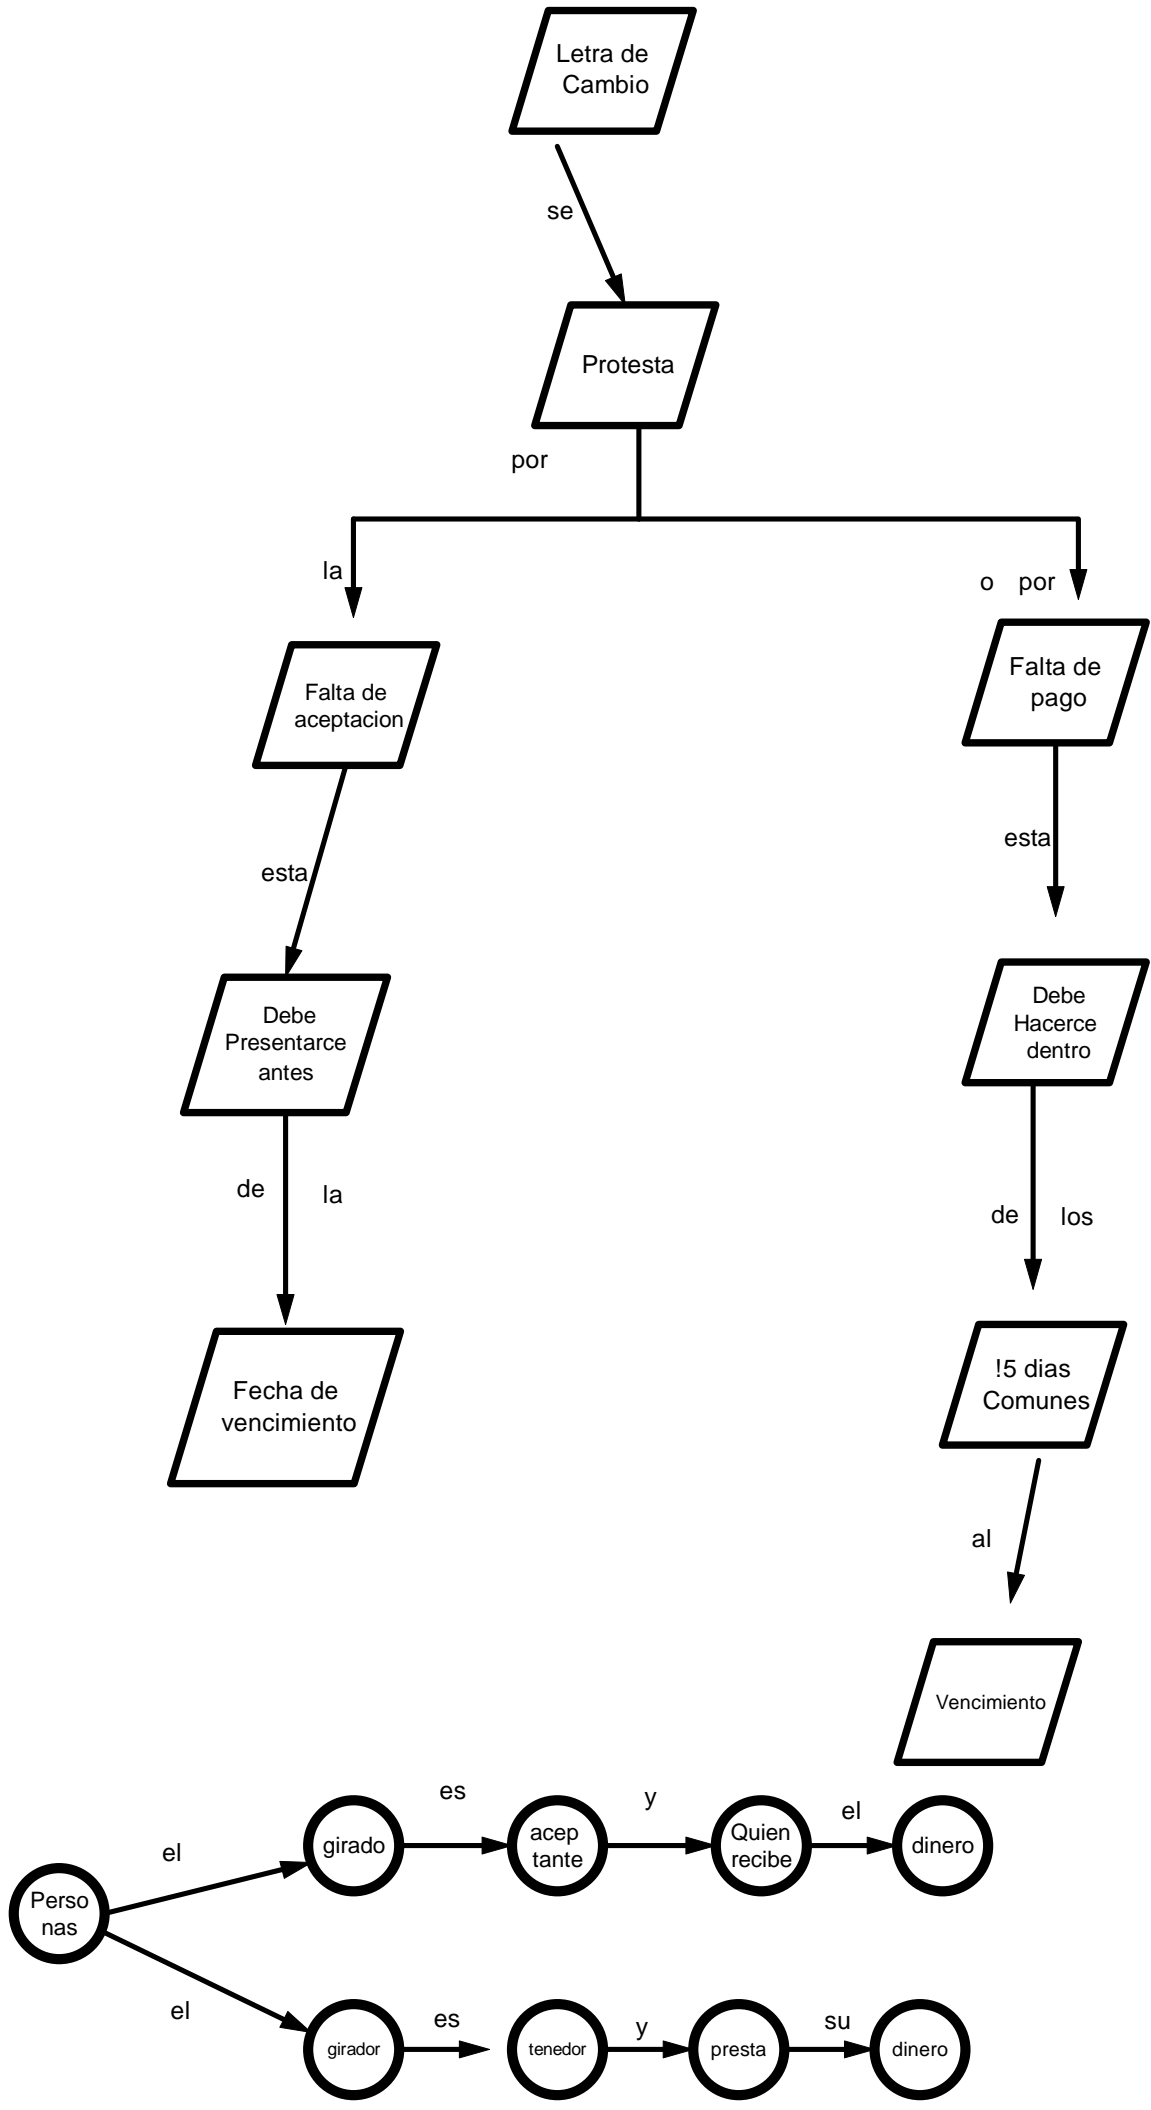 Letra de
Cambio
se
Protesta
por
la
o por
Falta de
aceptacion
Falta de
pago
esta
esta
Debe
Presentarce
antes
Debe
Hacerce
dentro
de la
de los
Fecha de
vencimiento
!5 dias
Comunes
al
Vencimiento
Perso
nas
el
girado
es
acep
tante
y
Quien
recibe
el
dinero
el
girador
es
tenedor
y
presta
su
dinero